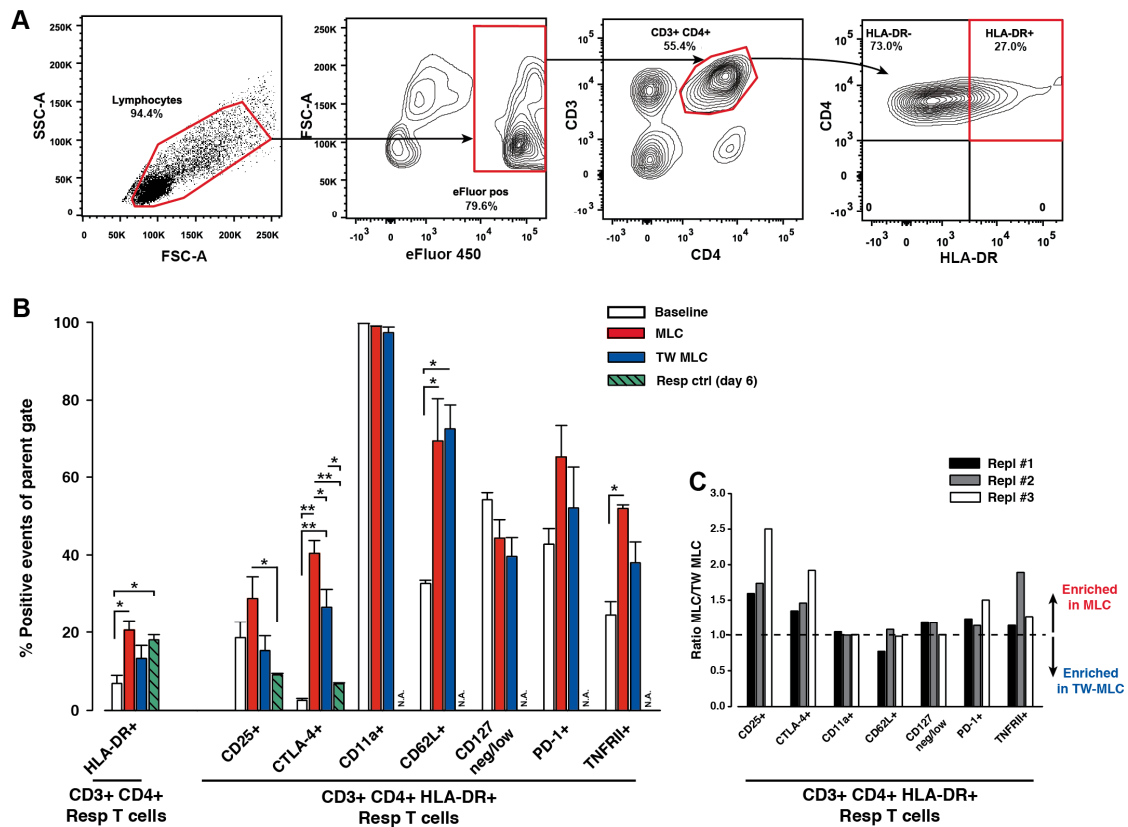 A
250K
200K
150K
100K
50K
0
SSC-A
Lymphocytes
94.4%
0
50K
100K
150K
200K
250K
FSC-A
250K
200K
150K
100K
50K
0
FSC-A
eFluor pos
79.6%
-10³
0
10³
10⁴
10⁵
eFluor 450
10⁵
10⁴
10³
0
-10³
CD3
CD3+ CD4+
55.4%
-10³
0
10³
10⁴
10⁵
CD4
10⁵
10⁴
10³
0
-10³
CD4
HLA-DR-
73.0%
HLA-DR+
27.0%
0
0
-10³
0
10³
10⁴
10⁵
HLA-DR
B
% Positive events of parent gate
100
80
60
40
20
0
Baseline
MLC
TW MLC
Resp ctrl (day 6)
*
*
*
**
**
*
**
*
*
*
*
N.A.
N.A.
N.A.
N.A.
N.A.
HLA-DR+
CD25+
CTLA-4+
CD11a+
CD62L+
CD127
neg/low
PD-1+
TNFRII+
CD3+ CD4+
Resp T cells
CD3+ CD4+ HLA-DR+
Resp T cells
C
Repl #1
Repl #2
Repl #3
Ratio MLC/TW MLC
3.0
2.5
2.0
1.5
1.0
0.5
0.0
Enriched
in MLC
Enriched
in TW-MLC
CD25+
CTLA-4+
CD11a+
CD62L+
CD127
neg/low
PD-1+
TNFRII+
CD3+ CD4+ HLA-DR+
Resp T cells